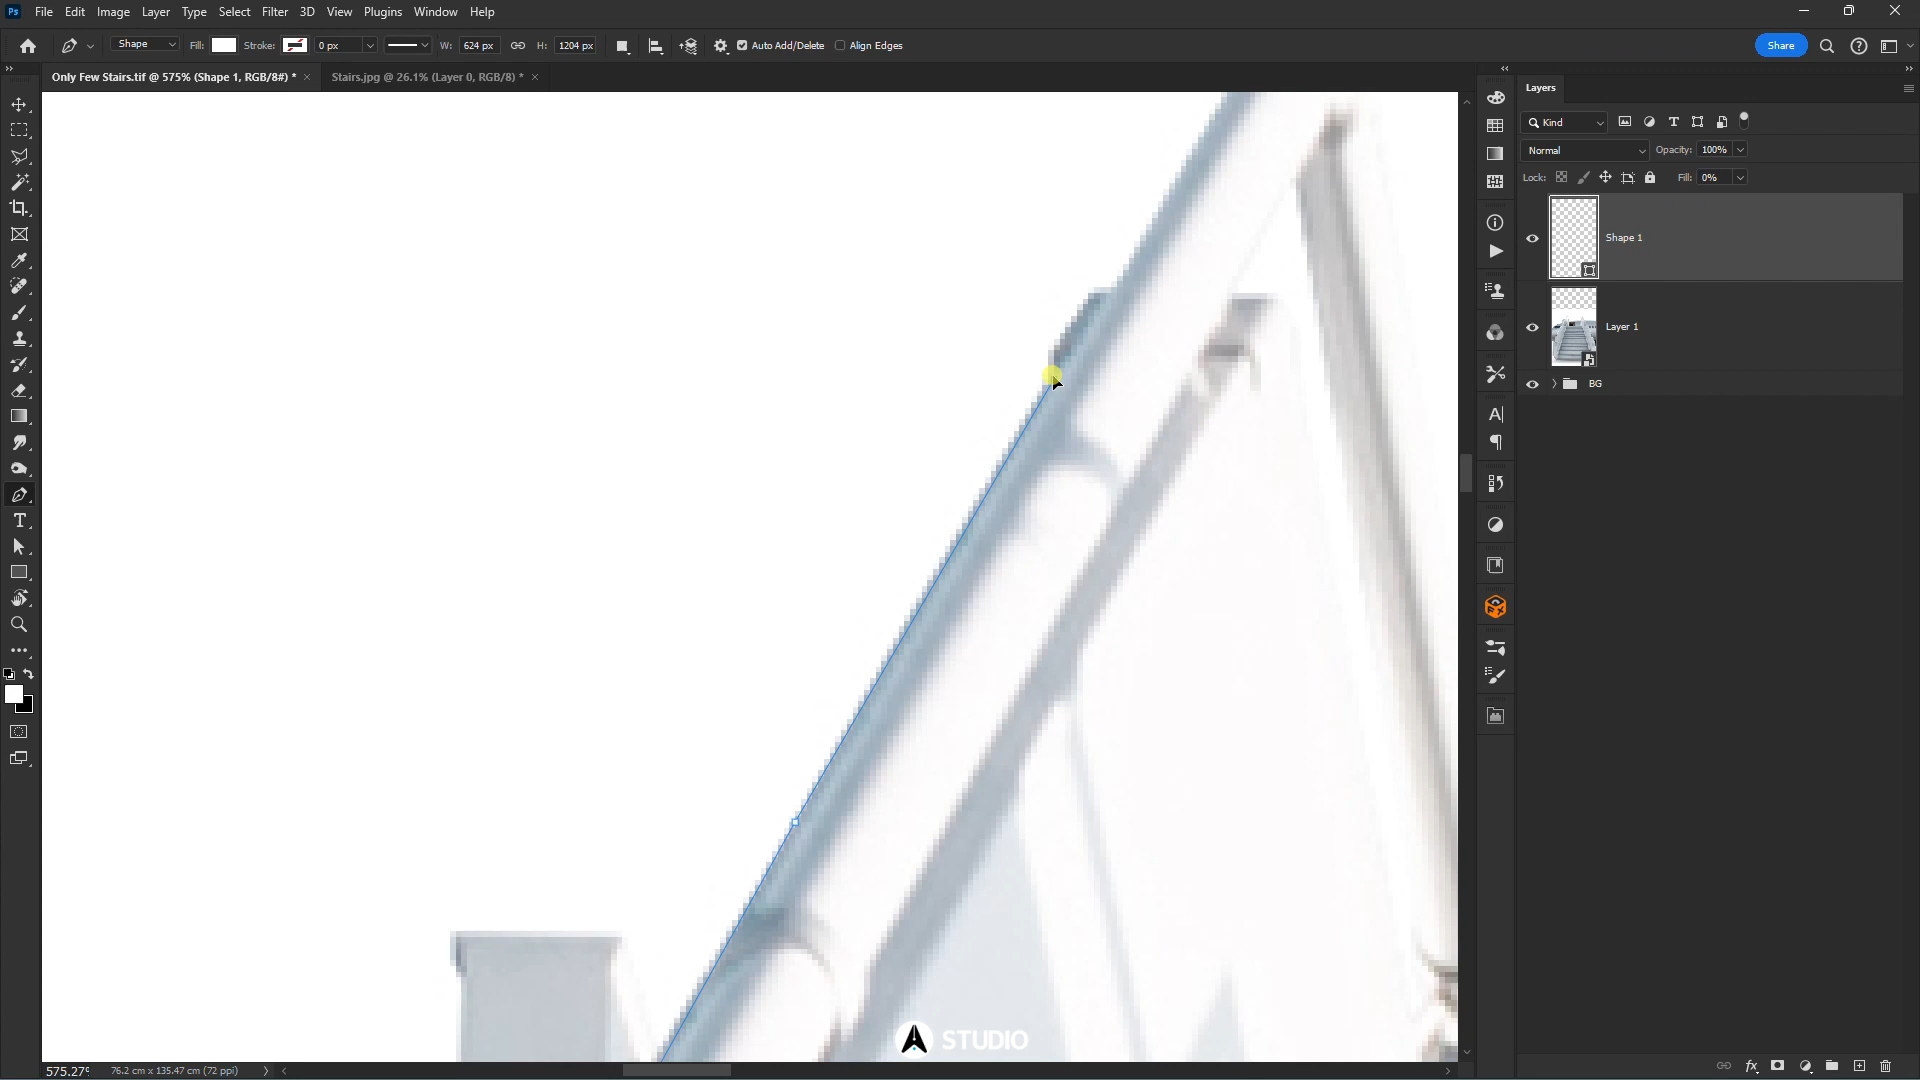 Ps File Edit Image Layer Type Select Filter 3D View Plugins Window Help
Shape Fill: Stroke: 0 px W: 624 px H: 1204 px Auto Add/Delete Align Edges Share
Only Few Stairs.tif @ 575% (Shape 1, RGB/8#) * Stairs.jpg @ 26.1% (Layer 0, RGB/8) *
Layers
Kind
Normal Opacity: 100%
Lock: Fill: 0%
Shape 1
Layer 1
BG
STUDIO
575.27% 76.2 cm x 135.47 cm (72 ppi)